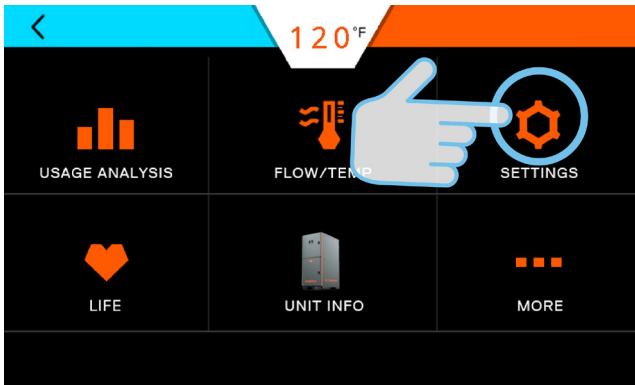 120°F
USAGE ANALYSIS
FLOW/TEMP
SETTINGS
LIFE
UNIT INFO
MORE